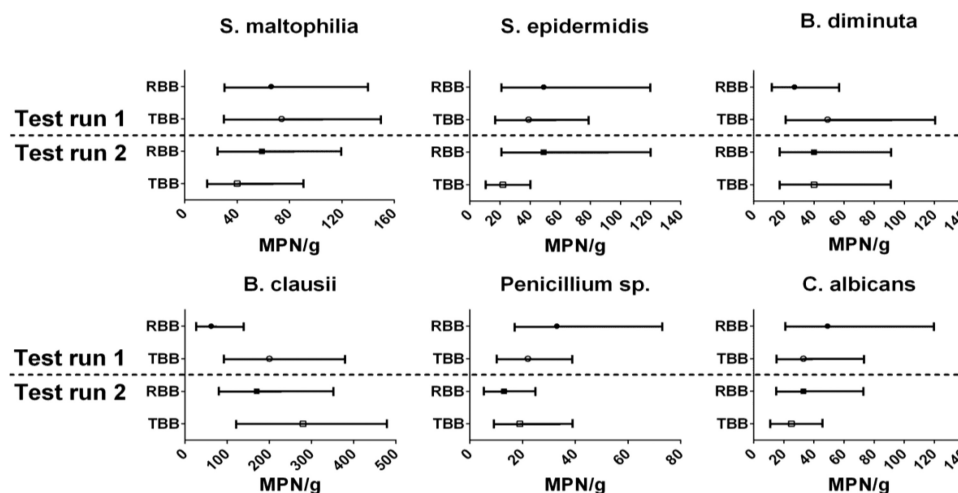 S. maltophilia S. epidermidis B. diminuta
RBB RBB RBB
Test run 1 TBB TBB TBB
Test run 2 RBB RBB RBB
TBB TBB TBB
0 40 80 120 160 0 20 40 60 80 100 120 140 0 20 40 60 80 100 120 140
MPN/g MPN/g MPN/g
B. clausii Penicillium sp. C. albicans
RBB RBB RBB
Test run 1 TBB TBB TBB
Test run 2 RBB RBB RBB
TBB TBB TBB
0 100 200 300 400 500 0 20 40 60 80 0 20 40 60 80 100 120
MPN/g MPN/g MPN/g